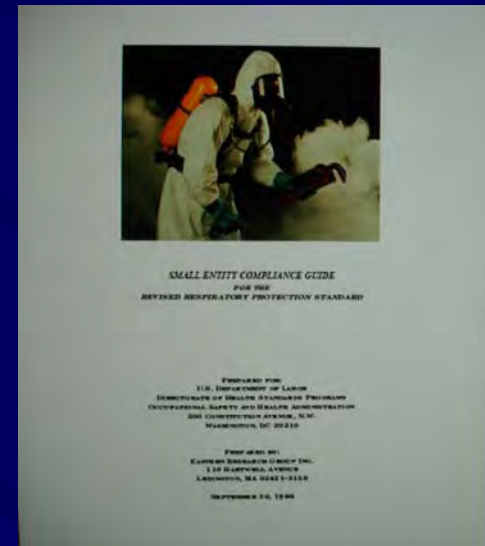 SMALL ENTITY COMPLIANCE GUIDE
FOR THE
REVISED RESPIRATORY PROTECTION STANDARD
PREPARED FOR:
U.S. DEPARTMENT OF LABOR
DIRECTORATE OF HEALTH STANDARDS PROGRAMS
OCCUPATIONAL SAFETY AND HEALTH ADMINISTRATION
200 CONSTITUTION AVENUE, N.W.
WASHINGTON, DC 20210
PREPARED BY:
EASTERN RESEARCH GROUP INC.
110 HARTWELL AVENUE
LEXINGTON, MA
SEPTEMBER 30,